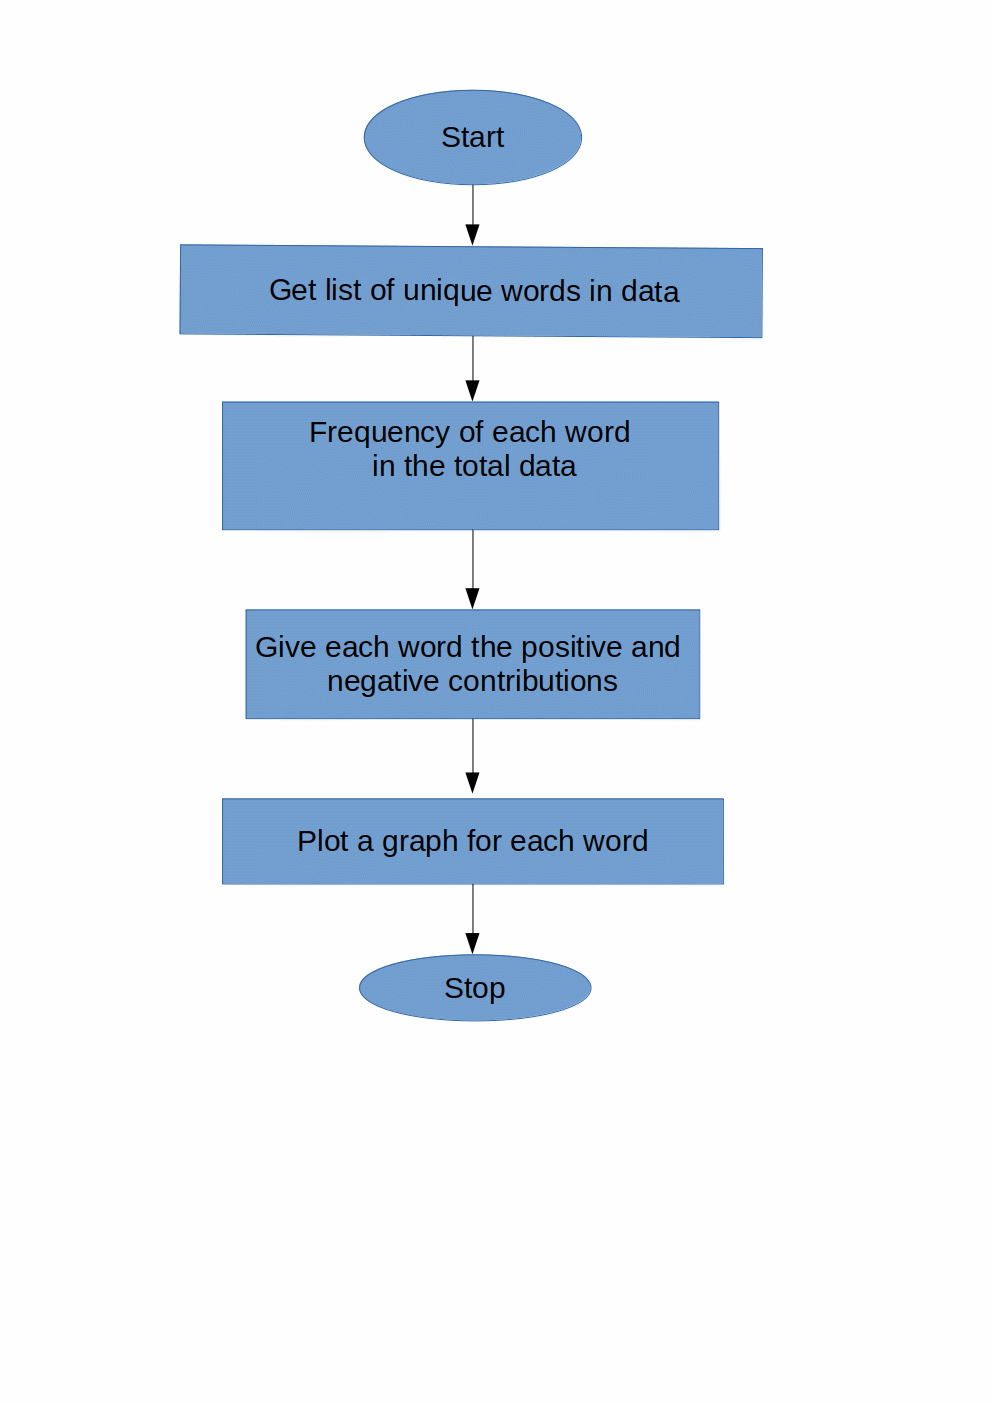 Start
Get list of unique words in data
Frequency of each word
in the total data
Give each word the positive and
negative contributions
Plot a graph for each word
Stop